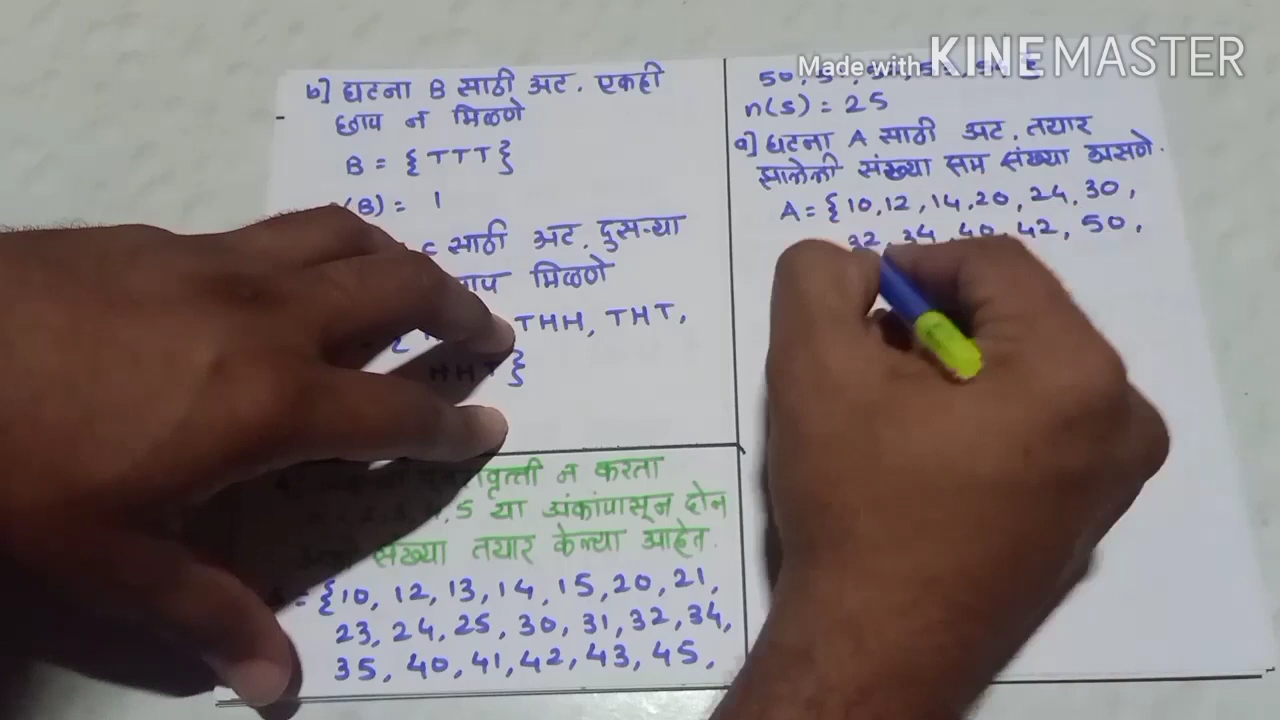 Made with KINEMASTER
b] घटना B साठी अट. एकही
छाप न मिळणे
B = { TTT }
(B) = 1
C साठी अट. दुसऱ्या
मिळणे
THH, THT,
HHT }
न करता
5 या अंकांपासून दोन
संख्या तयार केल्या आहेत.
= { 10, 12, 13, 14, 15, 20, 21,
23, 24, 25, 30, 31, 32, 34,
35, 40, 41, 42, 43, 45,
50,
n(s) = 25
a] घटना A साठी अट. तयार
झालेली संख्या सम संख्या असणे.
A = { 10, 12, 14, 20, 24, 30,
32, 34, 40, 42, 50,